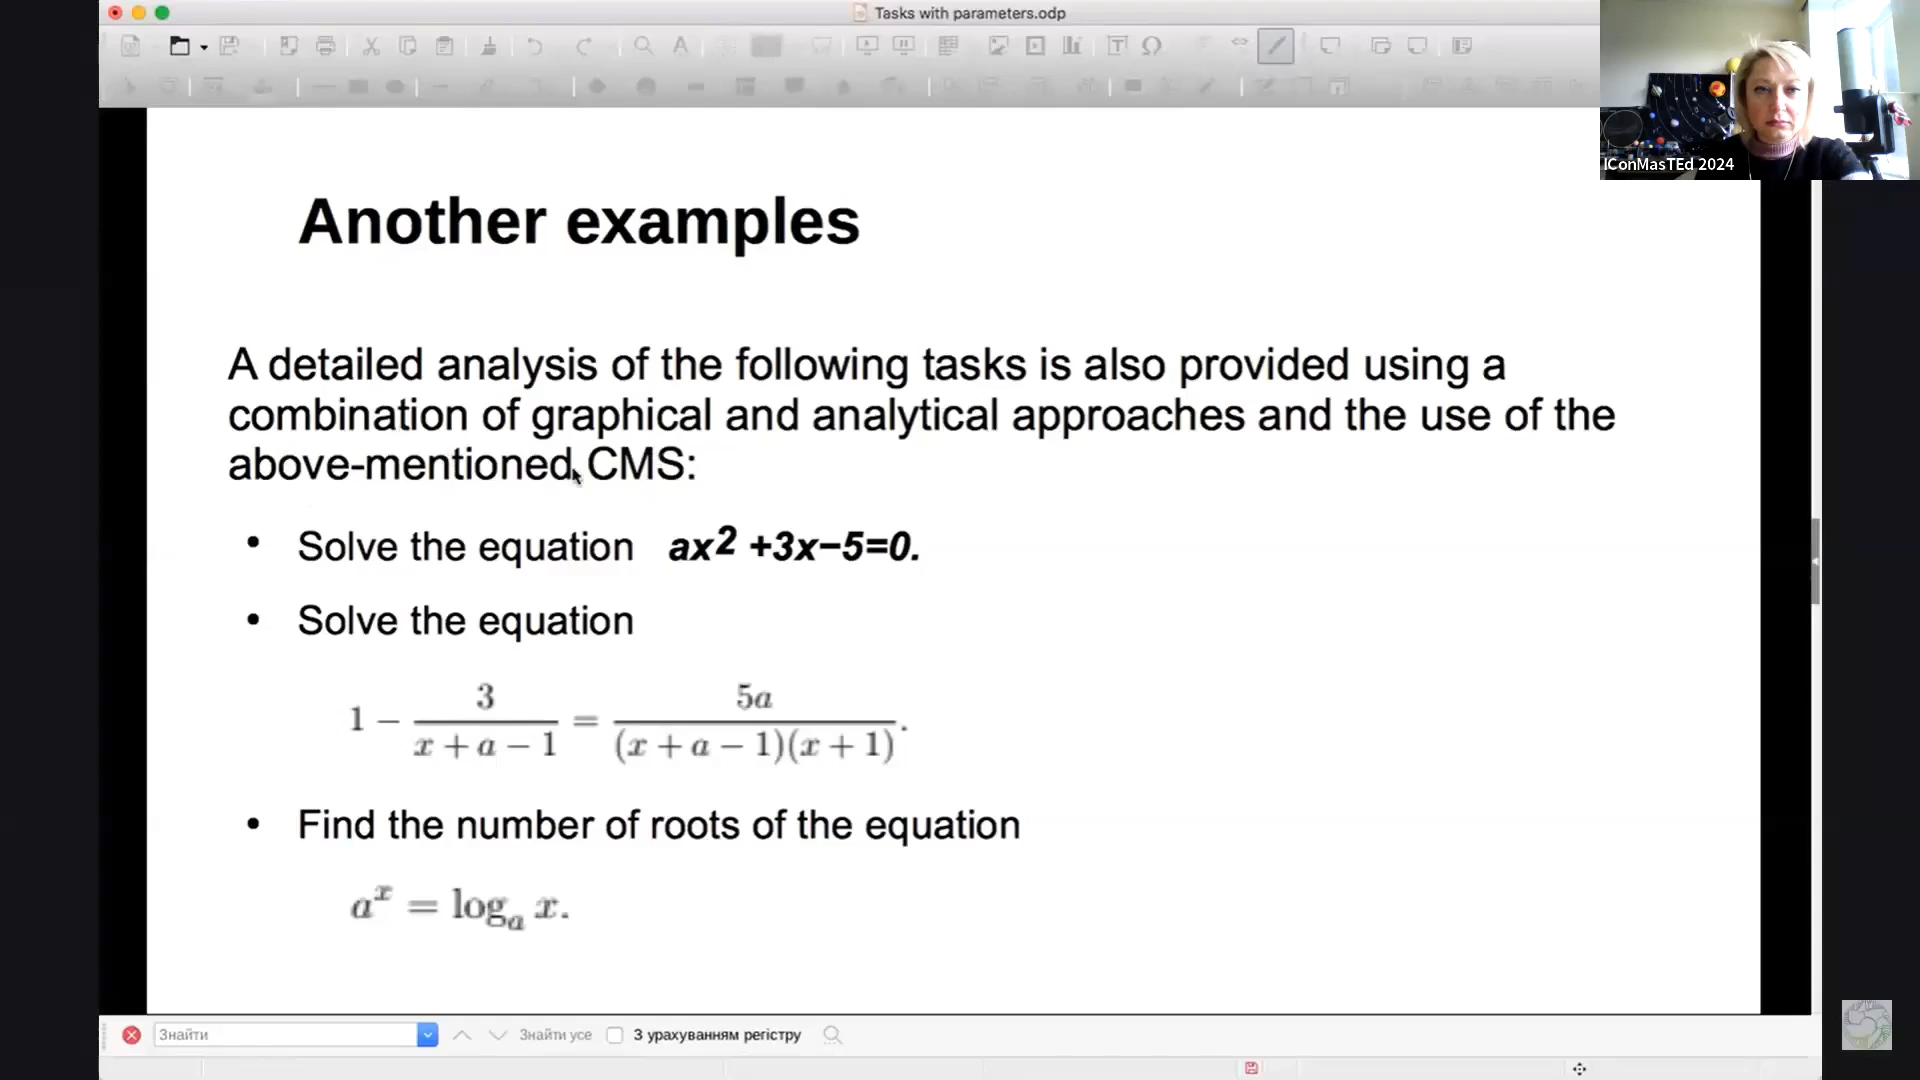 Tasks with parameters.odp
IConMasTEd 2024
Another examples
A detailed analysis of the following tasks is also provided using a
combination of graphical and analytical approaches and the use of the
above-mentioned CMS:
• Solve the equation ax² +3x−5=0.
• Solve the equation
1 − 3/(x + a − 1) = 5a/((x + a − 1)(x + 1)).
• Find the number of roots of the equation
aˣ = logₐ x.
Знайти
Знайти усе
З урахуванням регістру